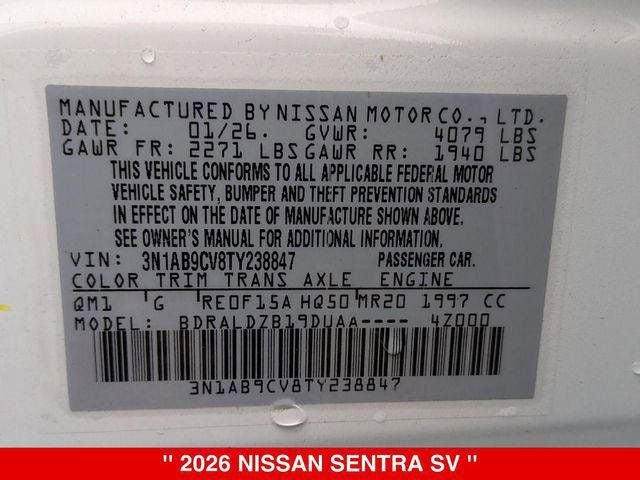 MANUFACTURED BY NISSAN MOTOR CO., LTD.
DATE: 01/26. GVWR: 4079 LBS
GAWR FR: 2271 LBS GAWR RR: 1940 LBS
THIS VEHICLE CONFORMS TO ALL APPLICABLE FEDERAL MOTOR
VEHICLE SAFETY, BUMPER AND THEFT PREVENTION STANDARDS
IN EFFECT ON THE DATE OF MANUFACTURE SHOWN ABOVE.
SEE OWNER'S MANUAL FOR ADDITIONAL INFORMATION.
VIN: 3N1AB9CV8TY238847 PASSENGER CAR.
COLOR TRIM TRANS AXLE ENGINE
QM1 G RE0F15A HQ50 MR20 1997 CC
MODEL: BDRALDZB19DUAA---- 4Z000
3N1AB9CV8TY238847
" 2026 NISSAN SENTRA SV "